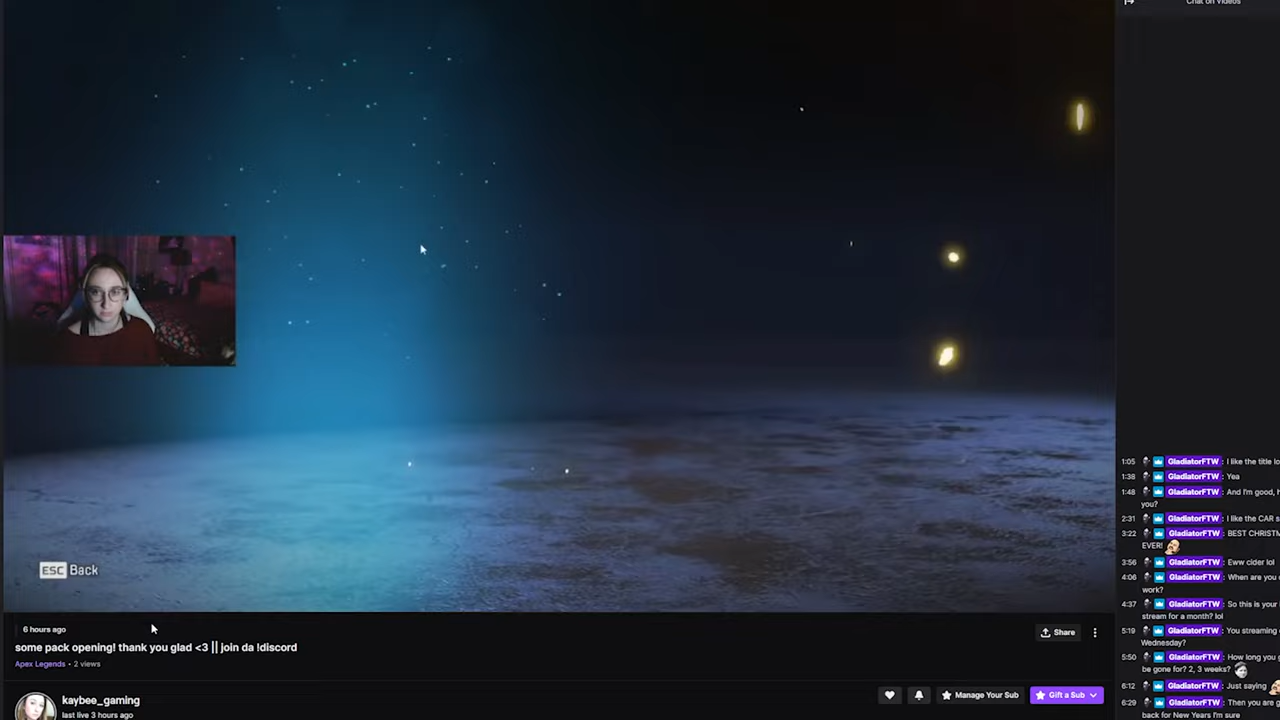 Chat on Videos
1:05 GladiatorFTW: I like the title lo
1:38 GladiatorFTW: Yea
1:48 GladiatorFTW: And I'm good, h
you?
2:31 GladiatorFTW: I like the CAR s
3:22 GladiatorFTW: BEST CHRISTM
EVER!
3:56 GladiatorFTW: Eww cider lol
4:06 GladiatorFTW: When are you
work?
4:37 GladiatorFTW: So this is your
stream for a month? lol
5:19 GladiatorFTW: You streaming
Wednesday?
5:50 GladiatorFTW: How long you g
be gone for? 2, 3 weeks?
6:12 GladiatorFTW: Just saying
6:29 GladiatorFTW: Then you are g
back for New Years I'm sure
ESC Back
6 hours ago
Share
some pack opening! thank you glad <3 || join da !discord
Apex Legends • 2 views
kaybee_gaming
last live 3 hours ago
Manage Your Sub
Gift a Sub